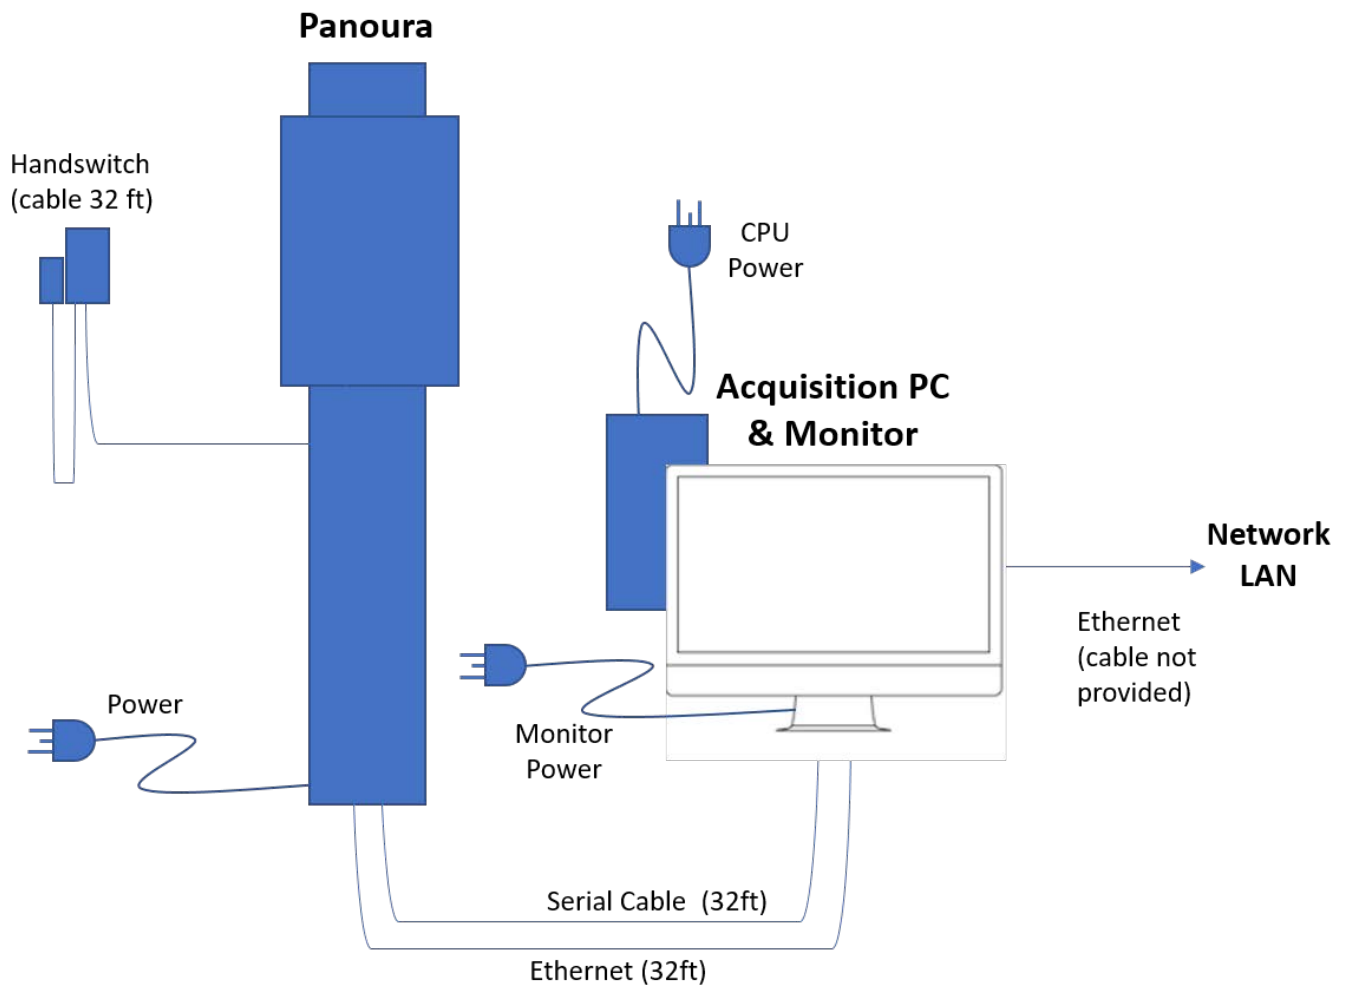 Panoura
Handswitch
(cable 32 ft)
CPU
Power
Acquisition PC
& Monitor
Network
LAN
Ethernet
(cable not
provided)
Power
Monitor
Power
Serial Cable  (32ft)
Ethernet (32ft)